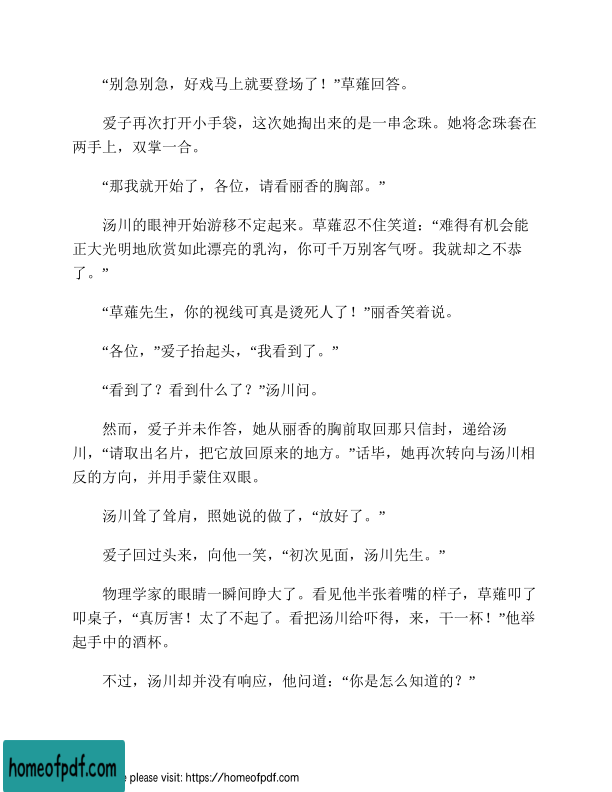 “别急别急，好戏马上就要登场了！”草薙回答。
爱子再次打开小手袋，这次她掏出来的是一串念珠。她将念珠套在
两手上，双掌一合。
“那我就开始了，各位，请看丽香的胸部。”
汤川的眼神开始游移不定起来。草薙忍不住笑道：“难得有机会能
正大光明地欣赏如此漂亮的乳沟，你可千万别客气呀。我就却之不恭
了。”
“草薙先生，你的视线可真是烫死人了！”丽香笑着说。
“各位，”爱子抬起头，“我看到了。”
“看到了？看到什么了？”汤川问。
然而，爱子并未作答，她从丽香的胸前取回那只信封，递给汤
川，“请取出名片，把它放回原来的地方。”话毕，她再次转向与汤川相
反的方向，并用手蒙住双眼。
汤川耸了耸肩，照她说的做了，“放好了。”
爱子回过头来，向他一笑，“初次见面，汤川先生。”
物理学家的眼睛一瞬间睁大了。看见他半张着嘴的样子，草薙叩了
叩桌子，“真厉害！太了不起了。看把汤川给吓得，来，干一杯！”他举
起手中的酒杯。
不过，汤川却并没有响应，他问道：“你是怎么知道的？”
homeofpdf.com
e please visit: https://homeofpdf.com